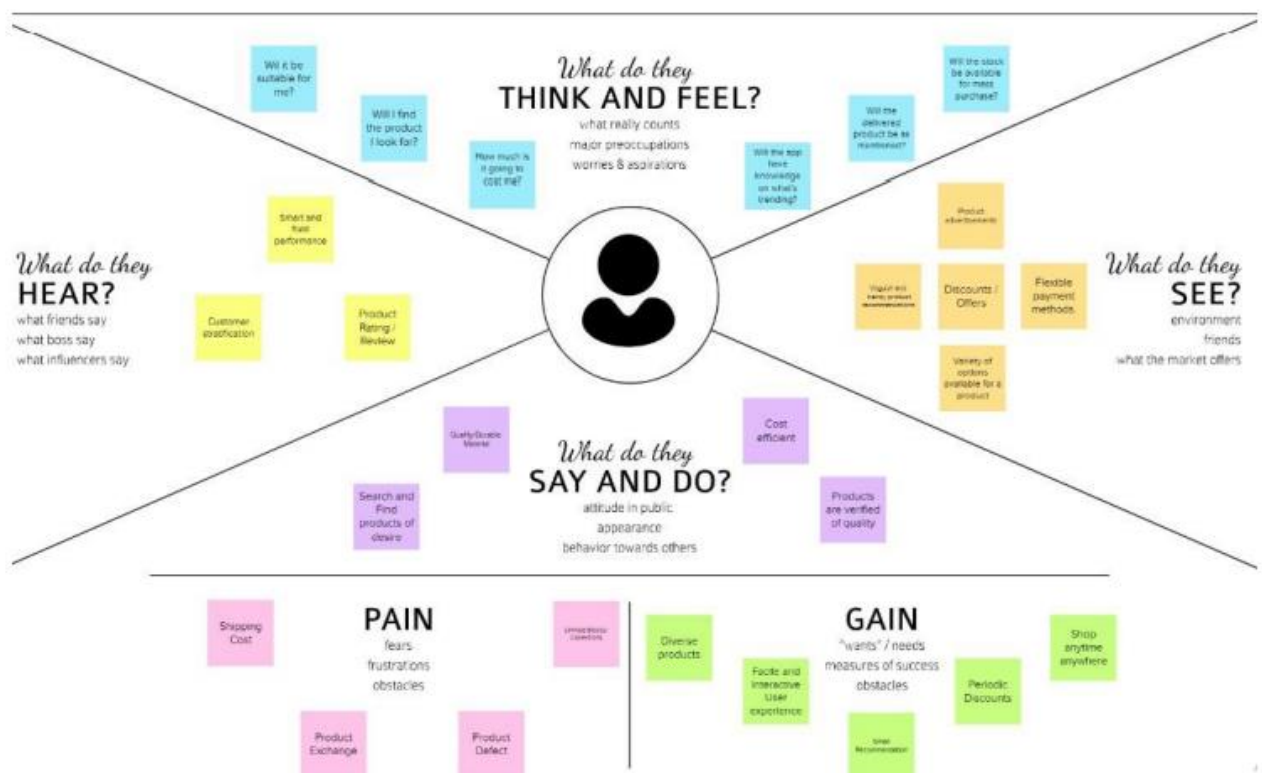 What do they
THINK AND FEEL?
what really counts
major preoccupations
worries & aspirations
Will it be
suitable for
me?
Will I find
the product
I look for?
How much is
it going to
cost me?
Will the app
have
knowledge
on what's
trending?
Will the
delivered
product be as
mentioned?
Will the stock
be available
for mass
purchase?
What do they
HEAR?
what friends say
what boss say
what influencers say
Smart and
performance
Customer
Product
Rating /
Review
What do they
SEE?
environment
friends
what the market offers
Product
advertisements
Discounts /
Offers
Flexible
payment
methods
Variety of
options
available for a
product
What do they
SAY AND DO?
attitude in public
appearance
behavior towards others
Material
Search and
Find
products of
desire
Cost
efficient
Products
are verified
of quality
PAIN
fears
frustrations
obstacles
Shipping
Cost
Product
Exchange
Product
Defect
GAIN
"wants" / needs
measures of success
obstacles
Diverse
products
Facile and
Interactive
User
experience
Recommendation
Periodic
Discounts
Shop
anytime
anywhere